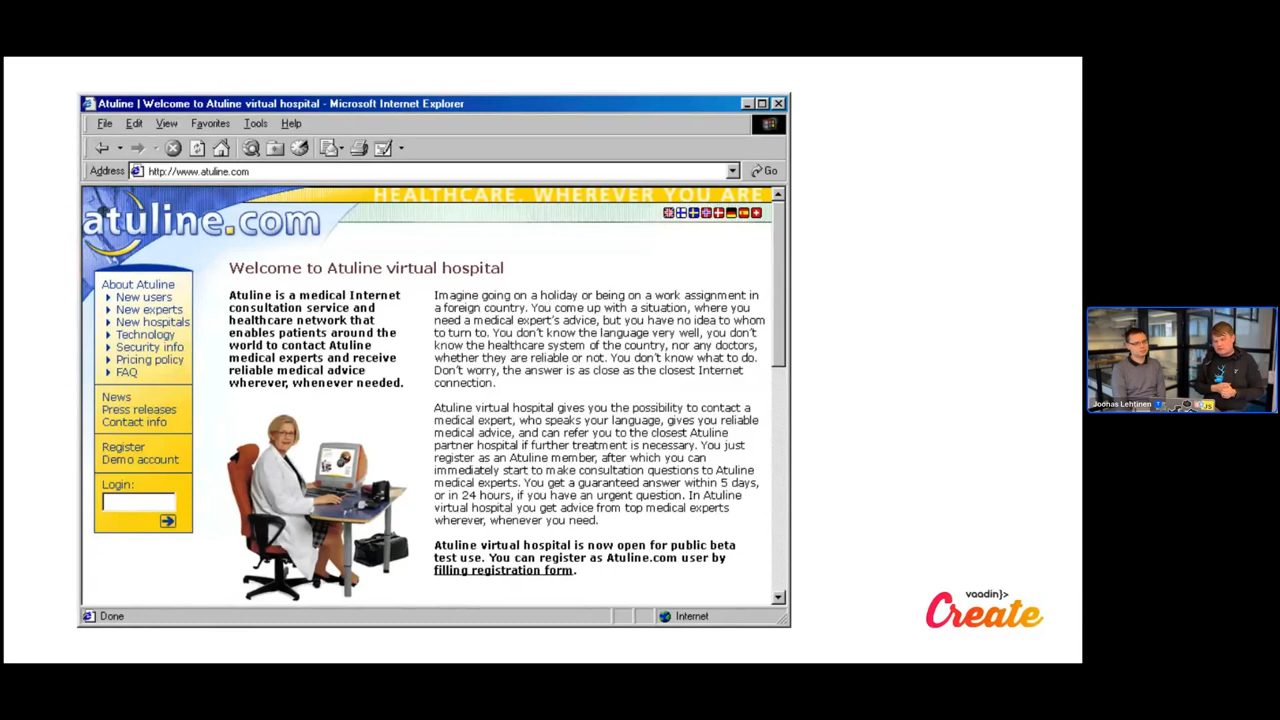 Atuline | Welcome to Atuline virtual hospital - Microsoft Internet Explorer
File Edit View Favorites Tools Help
Address http://www.atuline.com Go
HEALTHCARE, WHEREVER YOU ARE
atuline.com
About Atuline
New users
New experts
New hospitals
Technology
Security info
Pricing policy
FAQ
News
Press releases
Contact info
Register
Demo account
Login:
Welcome to Atuline virtual hospital
Atuline is a medical Internet
consultation service and
healthcare network that
enables patients around the
world to contact Atuline
medical experts and receive
reliable medical advice
wherever, whenever needed.
Imagine going on a holiday or being on a work assignment in
a foreign country. You come up with a situation, where you
need a medical expert's advice, but you have no idea to whom
to turn to. You don't know the language very well, you don't
know the healthcare system of the country, nor any doctors,
whether they are reliable or not. You don't know what to do.
Don't worry, the answer is as close as the closest Internet
connection.
Atuline virtual hospital gives you the possibility to contact a
medical expert, who speaks your language, gives you reliable
medical advice, and can refer you to the closest Atuline
partner hospital if further treatment is necessary. You just
register as an Atuline member, after which you can
immediately start to make consultation questions to Atuline
medical experts. You get a guaranteed answer within 5 days,
or in 24 hours, if you have an urgent question. In Atuline
virtual hospital you get advice from top medical experts
wherever, whenever you need.
Atuline virtual hospital is now open for public beta
test use. You can register as Atuline.com user by
filling registration form.
Done Internet
vaadin}>
Create
Joonas Lehtinen
JS